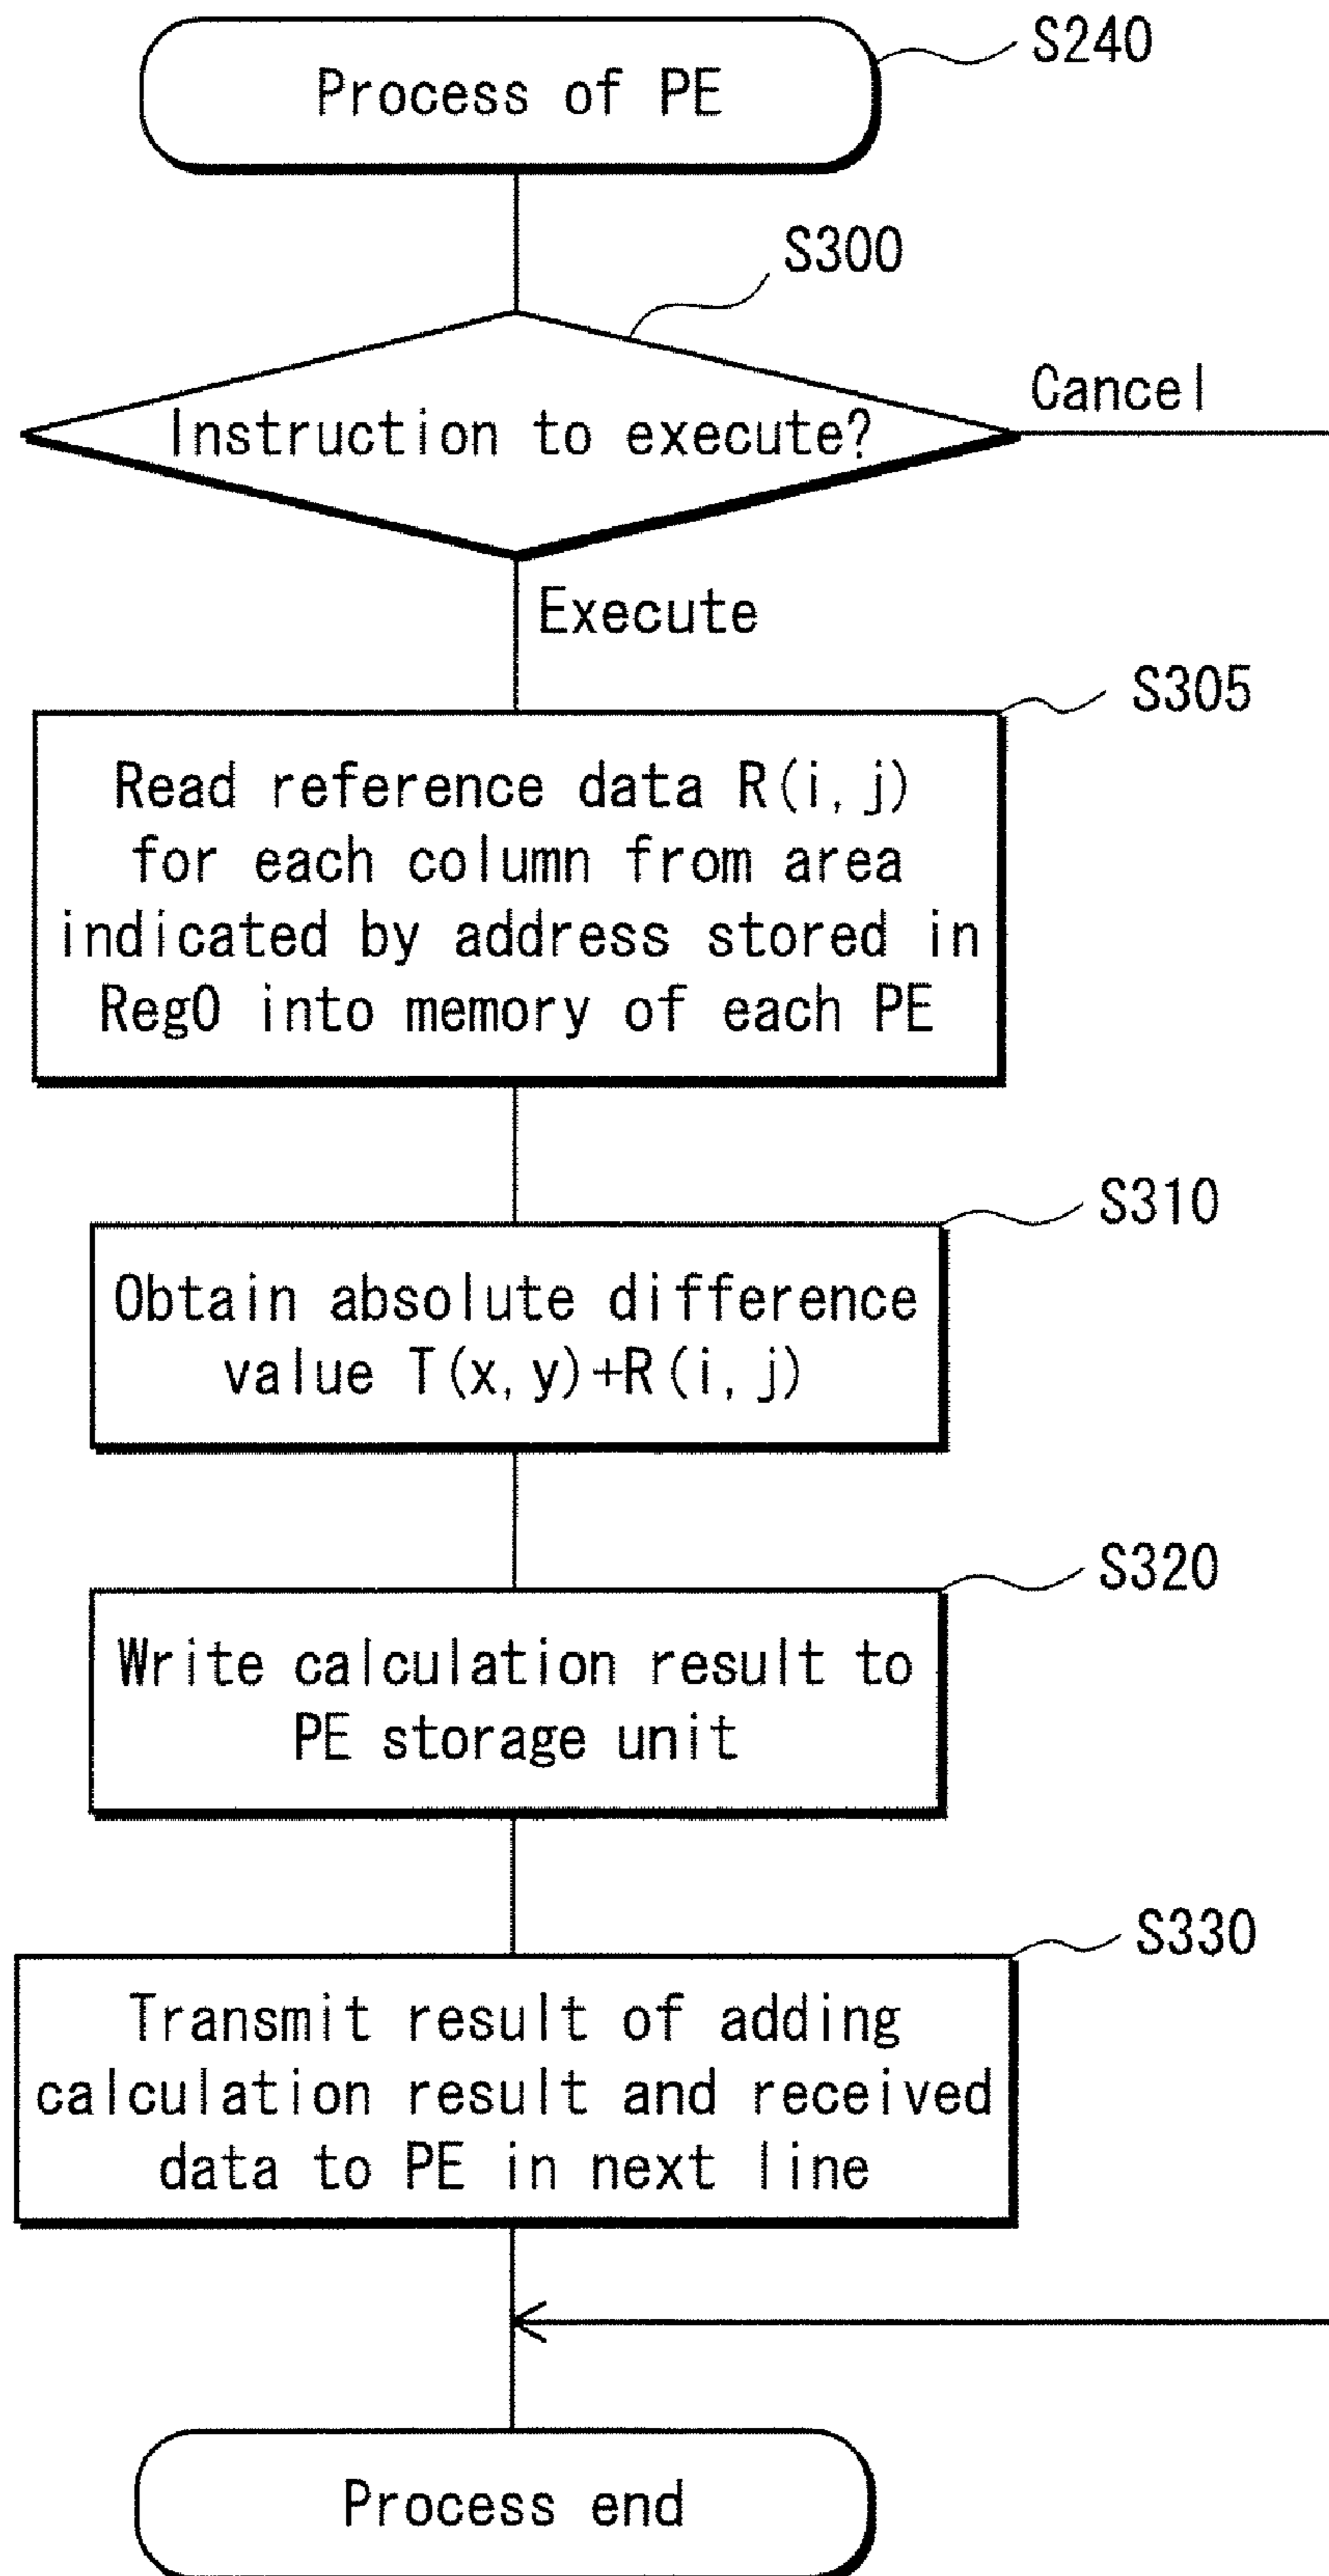 S240
Process of PE
S300
Instruction to execute?
Cancel
Execute
S305
Read reference data R(i, j)
for each column from area
indicated by address stored in
Reg0 into memory of each PE
S310
Obtain absolute difference
value T(x, y)+R(i, j)
S320
Write calculation result to
PE storage unit
S330
Transmit result of adding
calculation result and received
data to PE in next line
Process end